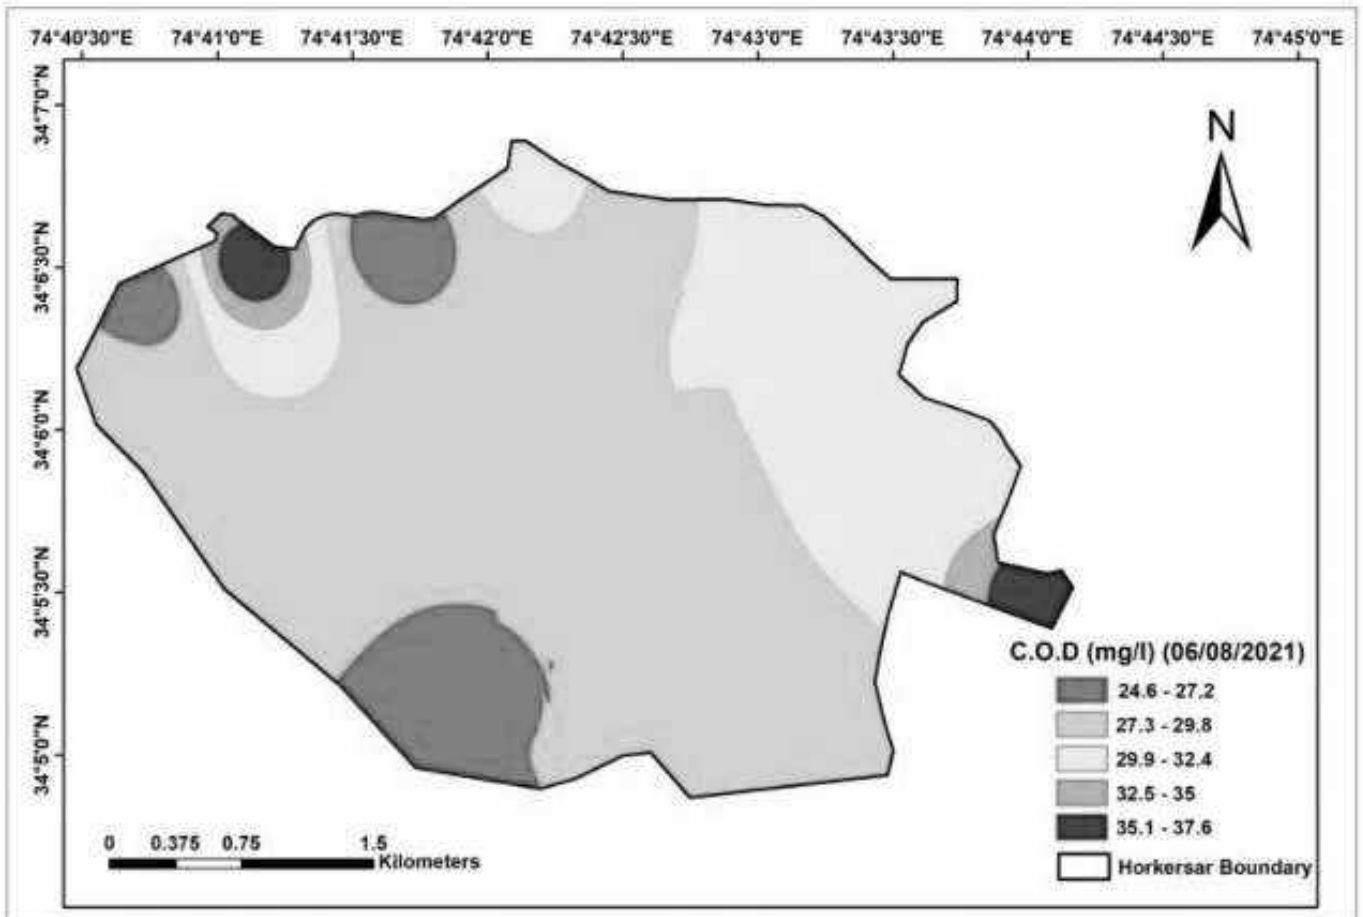 74°40'30"E 74°41'0"E 74°41'30"E 74°42'0"E 74°42'30"E 74°43'0"E 74°43'30"E 74°44'0"E 74°44'30"E 74°45'0"E
34°7'0"N
34°6'30"N
34°6'0"N
34°5'30"N
34°5'0"N
N
C.O.D (mg/l) (06/08/2021)
24.6 - 27.2
27.3 - 29.8
29.9 - 32.4
32.5 - 35
35.1 - 37.6
Horkersar Boundary
0 0.375 0.75 1.5
Kilometers